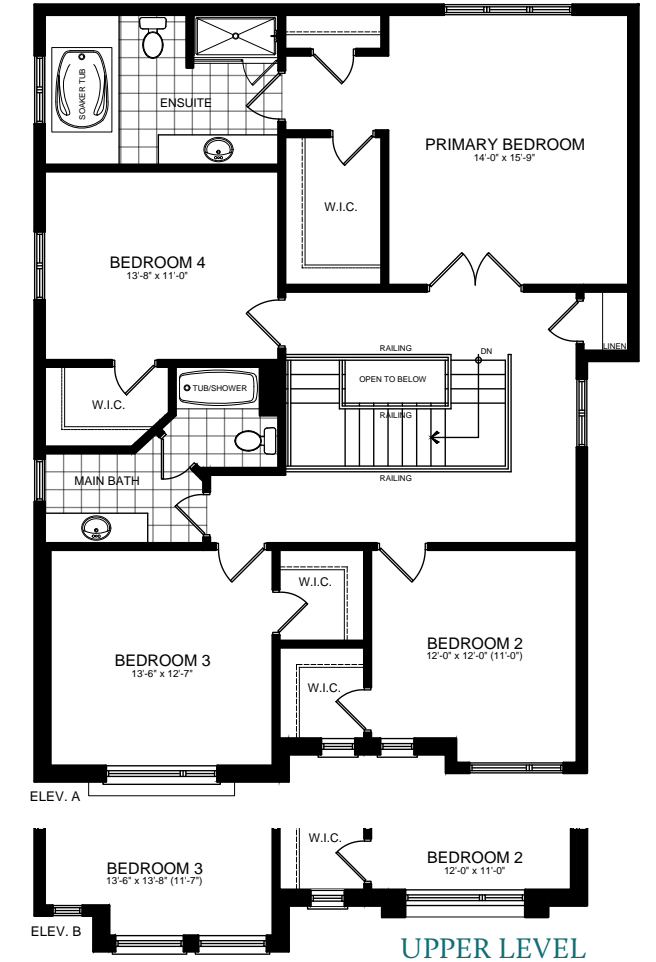 SOAKER TUB
ENSUITE
PRIMARY BEDROOM
14'-0" x 15'-9"
W.I.C.
BEDROOM 4
13'-8" x 11'-0"
LINEN
RAILING
DN
OPEN TO BELOW
TUB/SHOWER
W.I.C.
RAILING
MAIN BATH
RAILING
W.I.C.
BEDROOM 3
13'-6" x 12'-7"
BEDROOM 2
12'-0" x 12'-0" (11'-0")
W.I.C.
ELEV. A
W.I.C.
BEDROOM 3
13'-6" x 13'-8" (11'-7")
BEDROOM 2
12'-0" x 11'-0"
ELEV. B
UPPER LEVEL